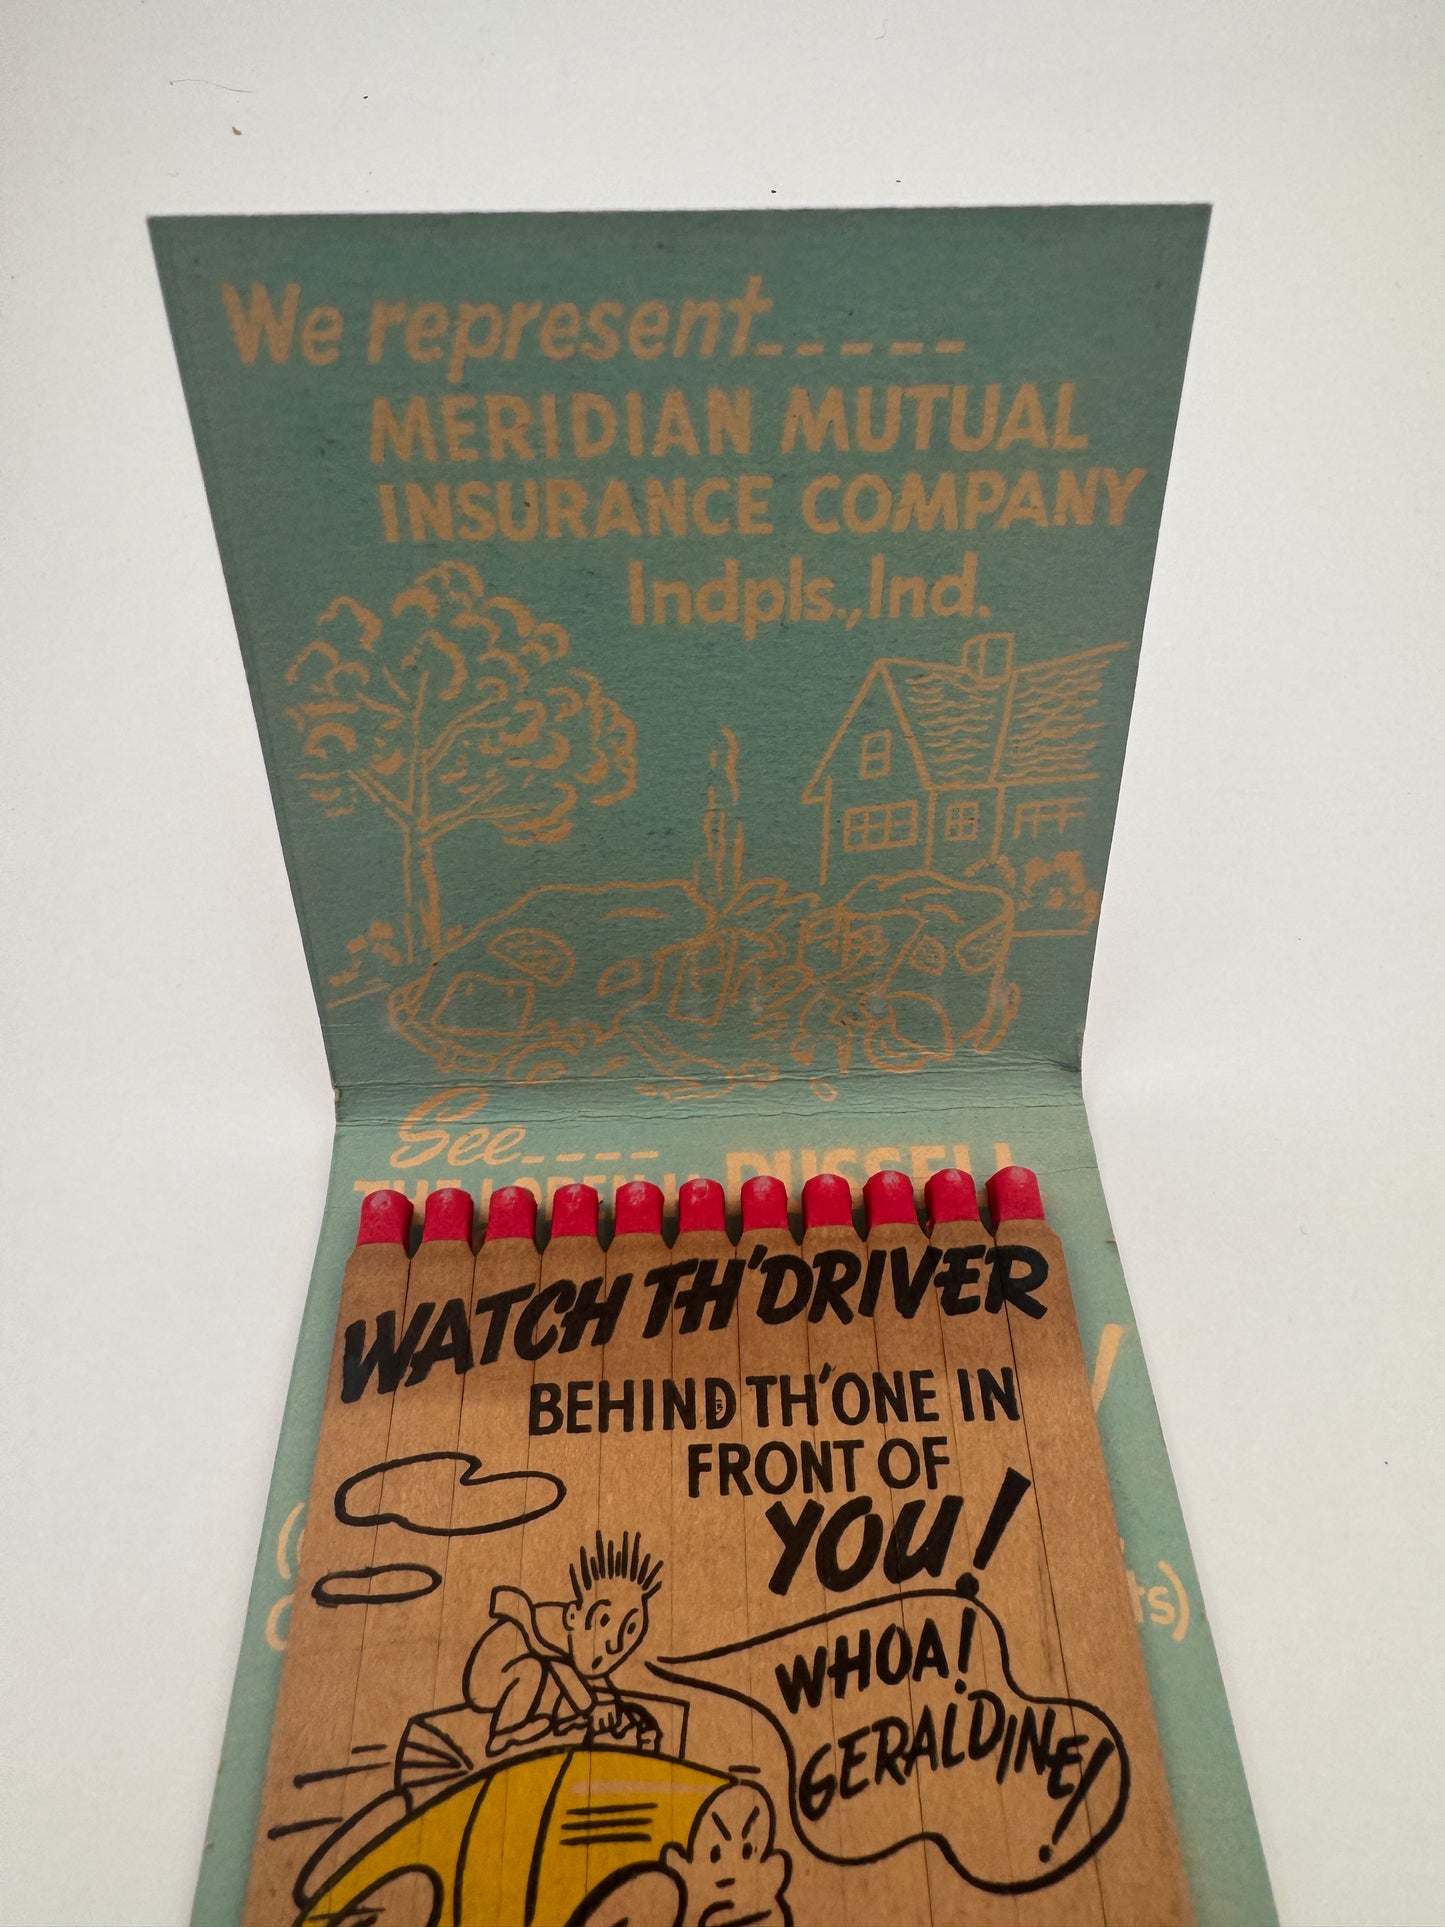 We represent-----
MERIDIAN MUTUAL
INSURANCE COMPANY
Indpls., Ind.
See----
RUSSELL
WATCH TH' DRIVER
BEHIND TH' ONE IN
FRONT OF
YOU!
WHOA!
GERALDINE!